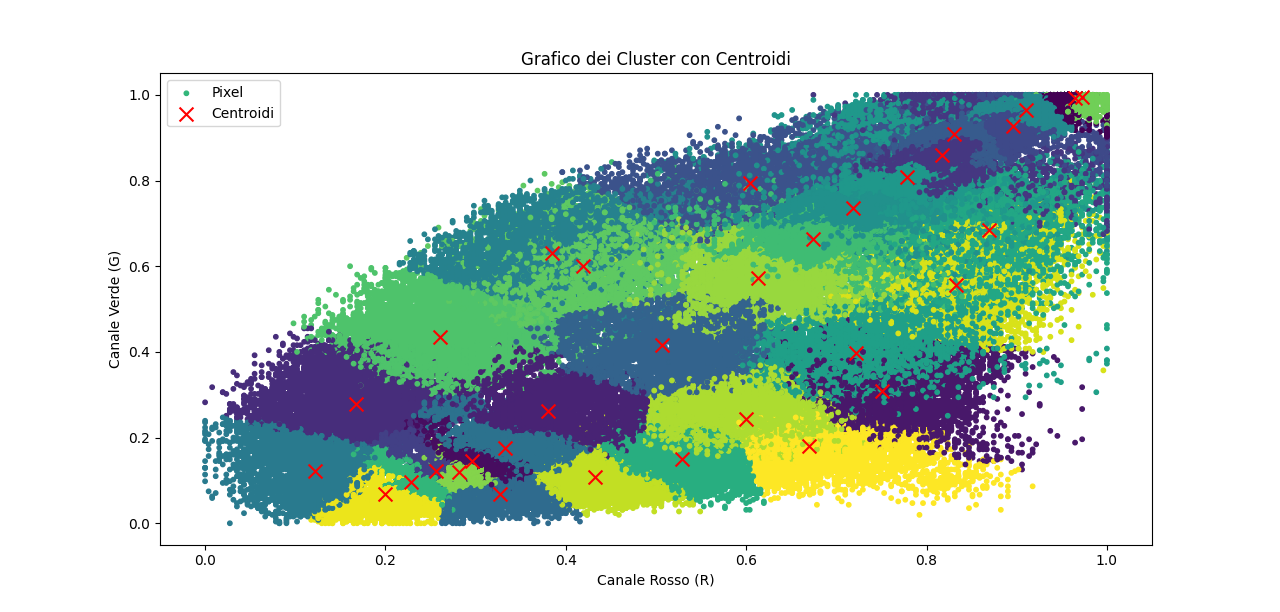 Grafico dei Cluster con Centroidi
Pixel
Centroidi
Canale Verde (G)
1.0
0.8
0.6
0.4
0.2
0.0
0.0 0.2 0.4 0.6 0.8 1.0
Canale Rosso (R)